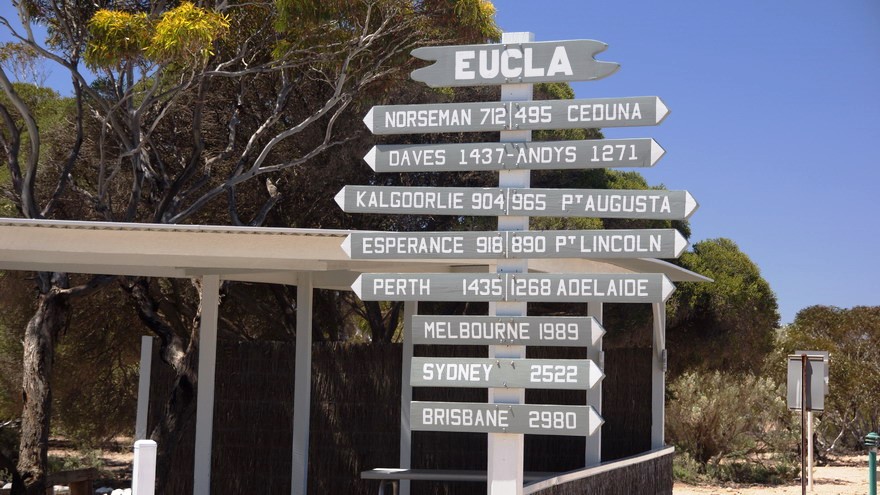 EUCLA
NORSEMAN 712 495 CEDUNA
DAVES 1437-ANDYS 1271
KALGOORLIE 904 965 PT AUGUSTA
ESPERANCE 918 890 PT LINCOLN
PERTH 1435 1268 ADELAIDE
MELBOURNE 1989
SYDNEY 2522
BRISBANE 2980